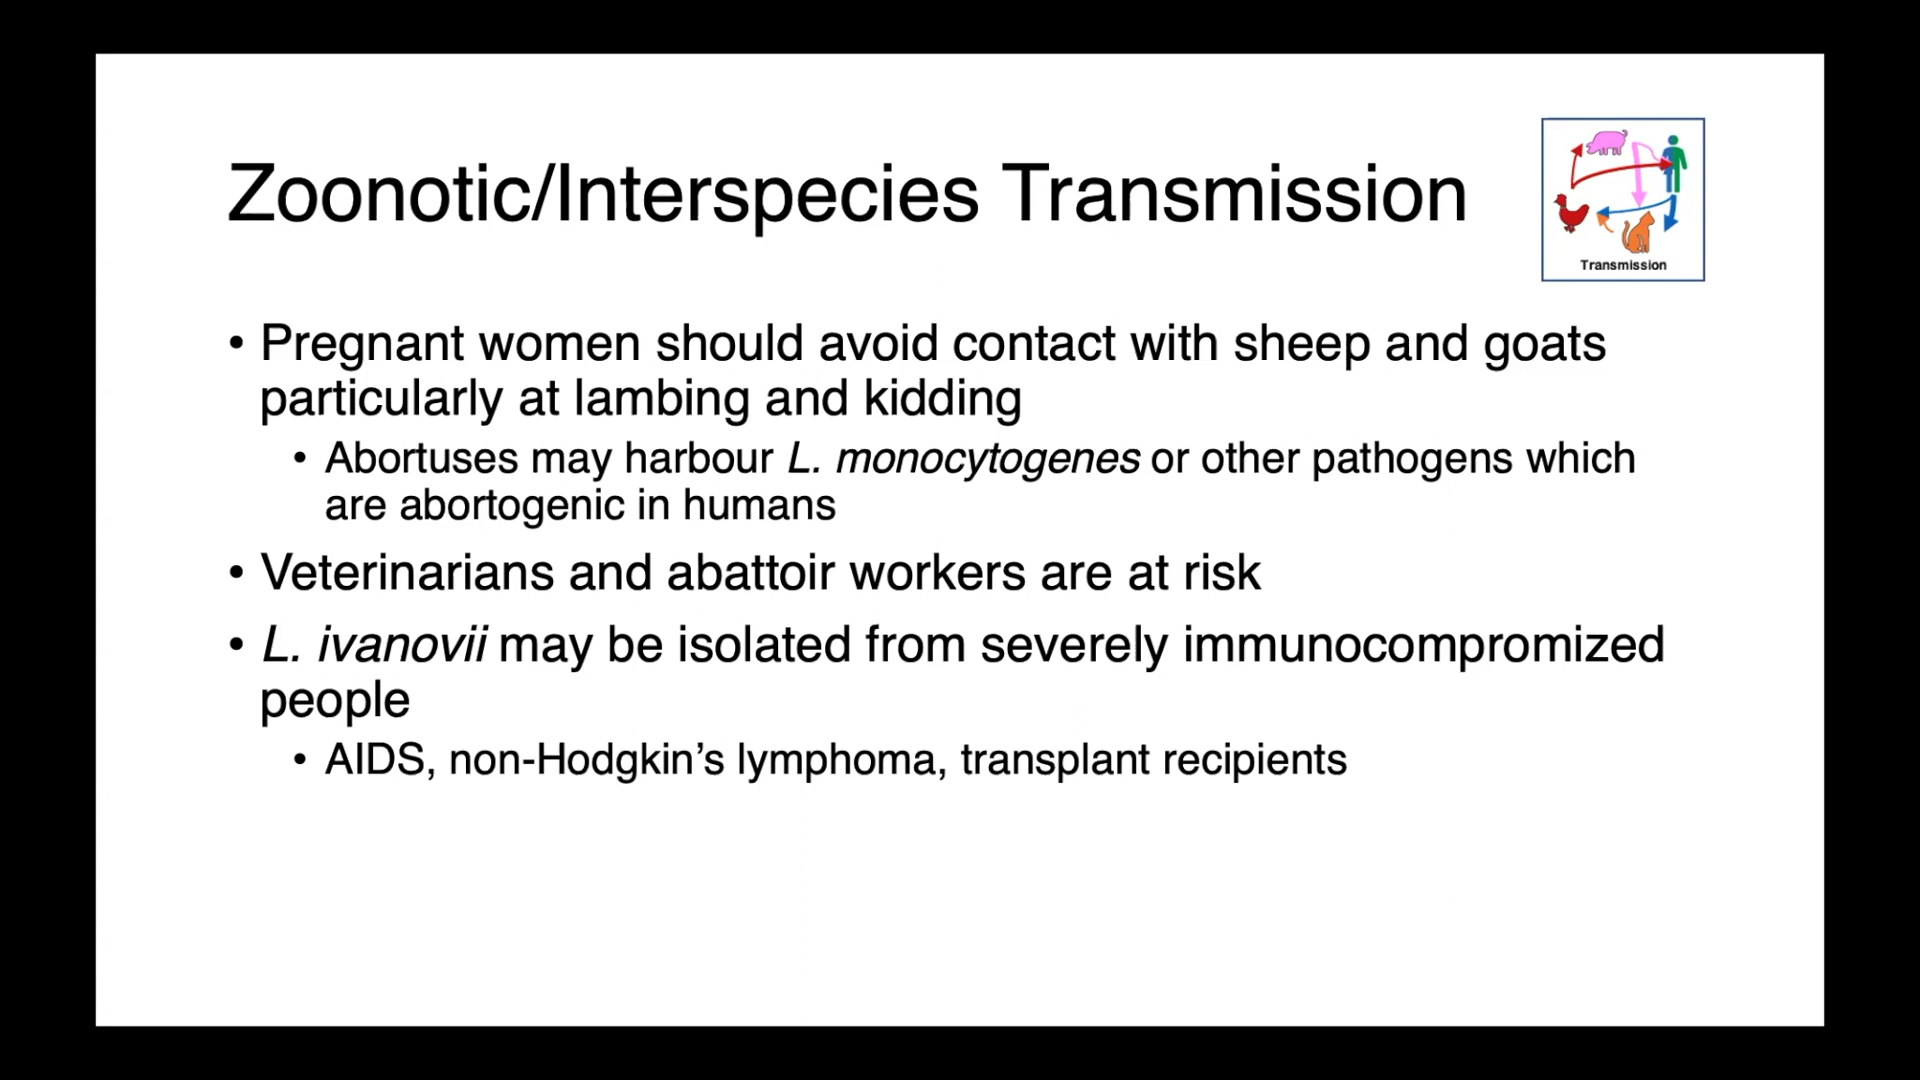 Zoonotic/Interspecies Transmission
Transmission
• Pregnant women should avoid contact with sheep and goats
particularly at lambing and kidding
• Abortuses may harbour L. monocytogenes or other pathogens which
are abortogenic in humans
• Veterinarians and abattoir workers are at risk
• L. ivanovii may be isolated from severely immunocompromized
people
• AIDS, non-Hodgkin’s lymphoma, transplant recipients